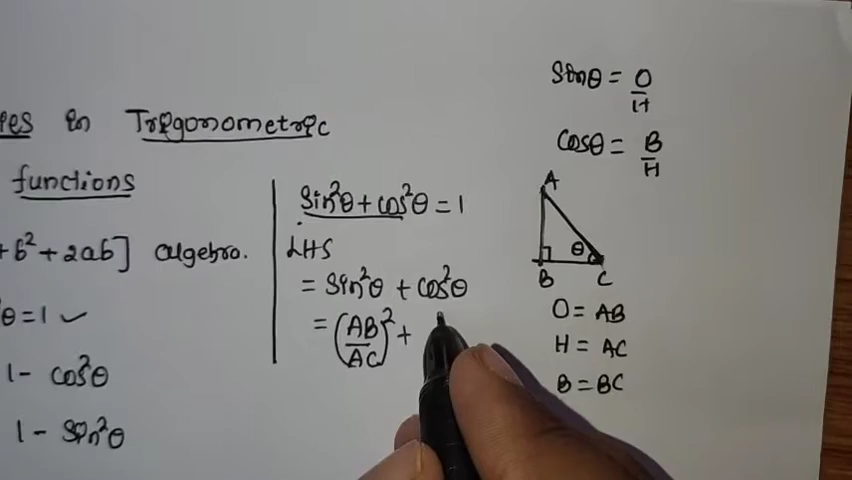 in Trigonometric
functions
+ b² + 2ab] algebra.
θ = 1 ✓
1 - cos²θ
1 - sin²θ
sin²θ + cos²θ = 1
LHS
= sin²θ + cos²θ
= (AB/AC)² +
sinθ = O/H
cosθ = B/H
A
θ
B C
O = AB
H = AC
B = BC